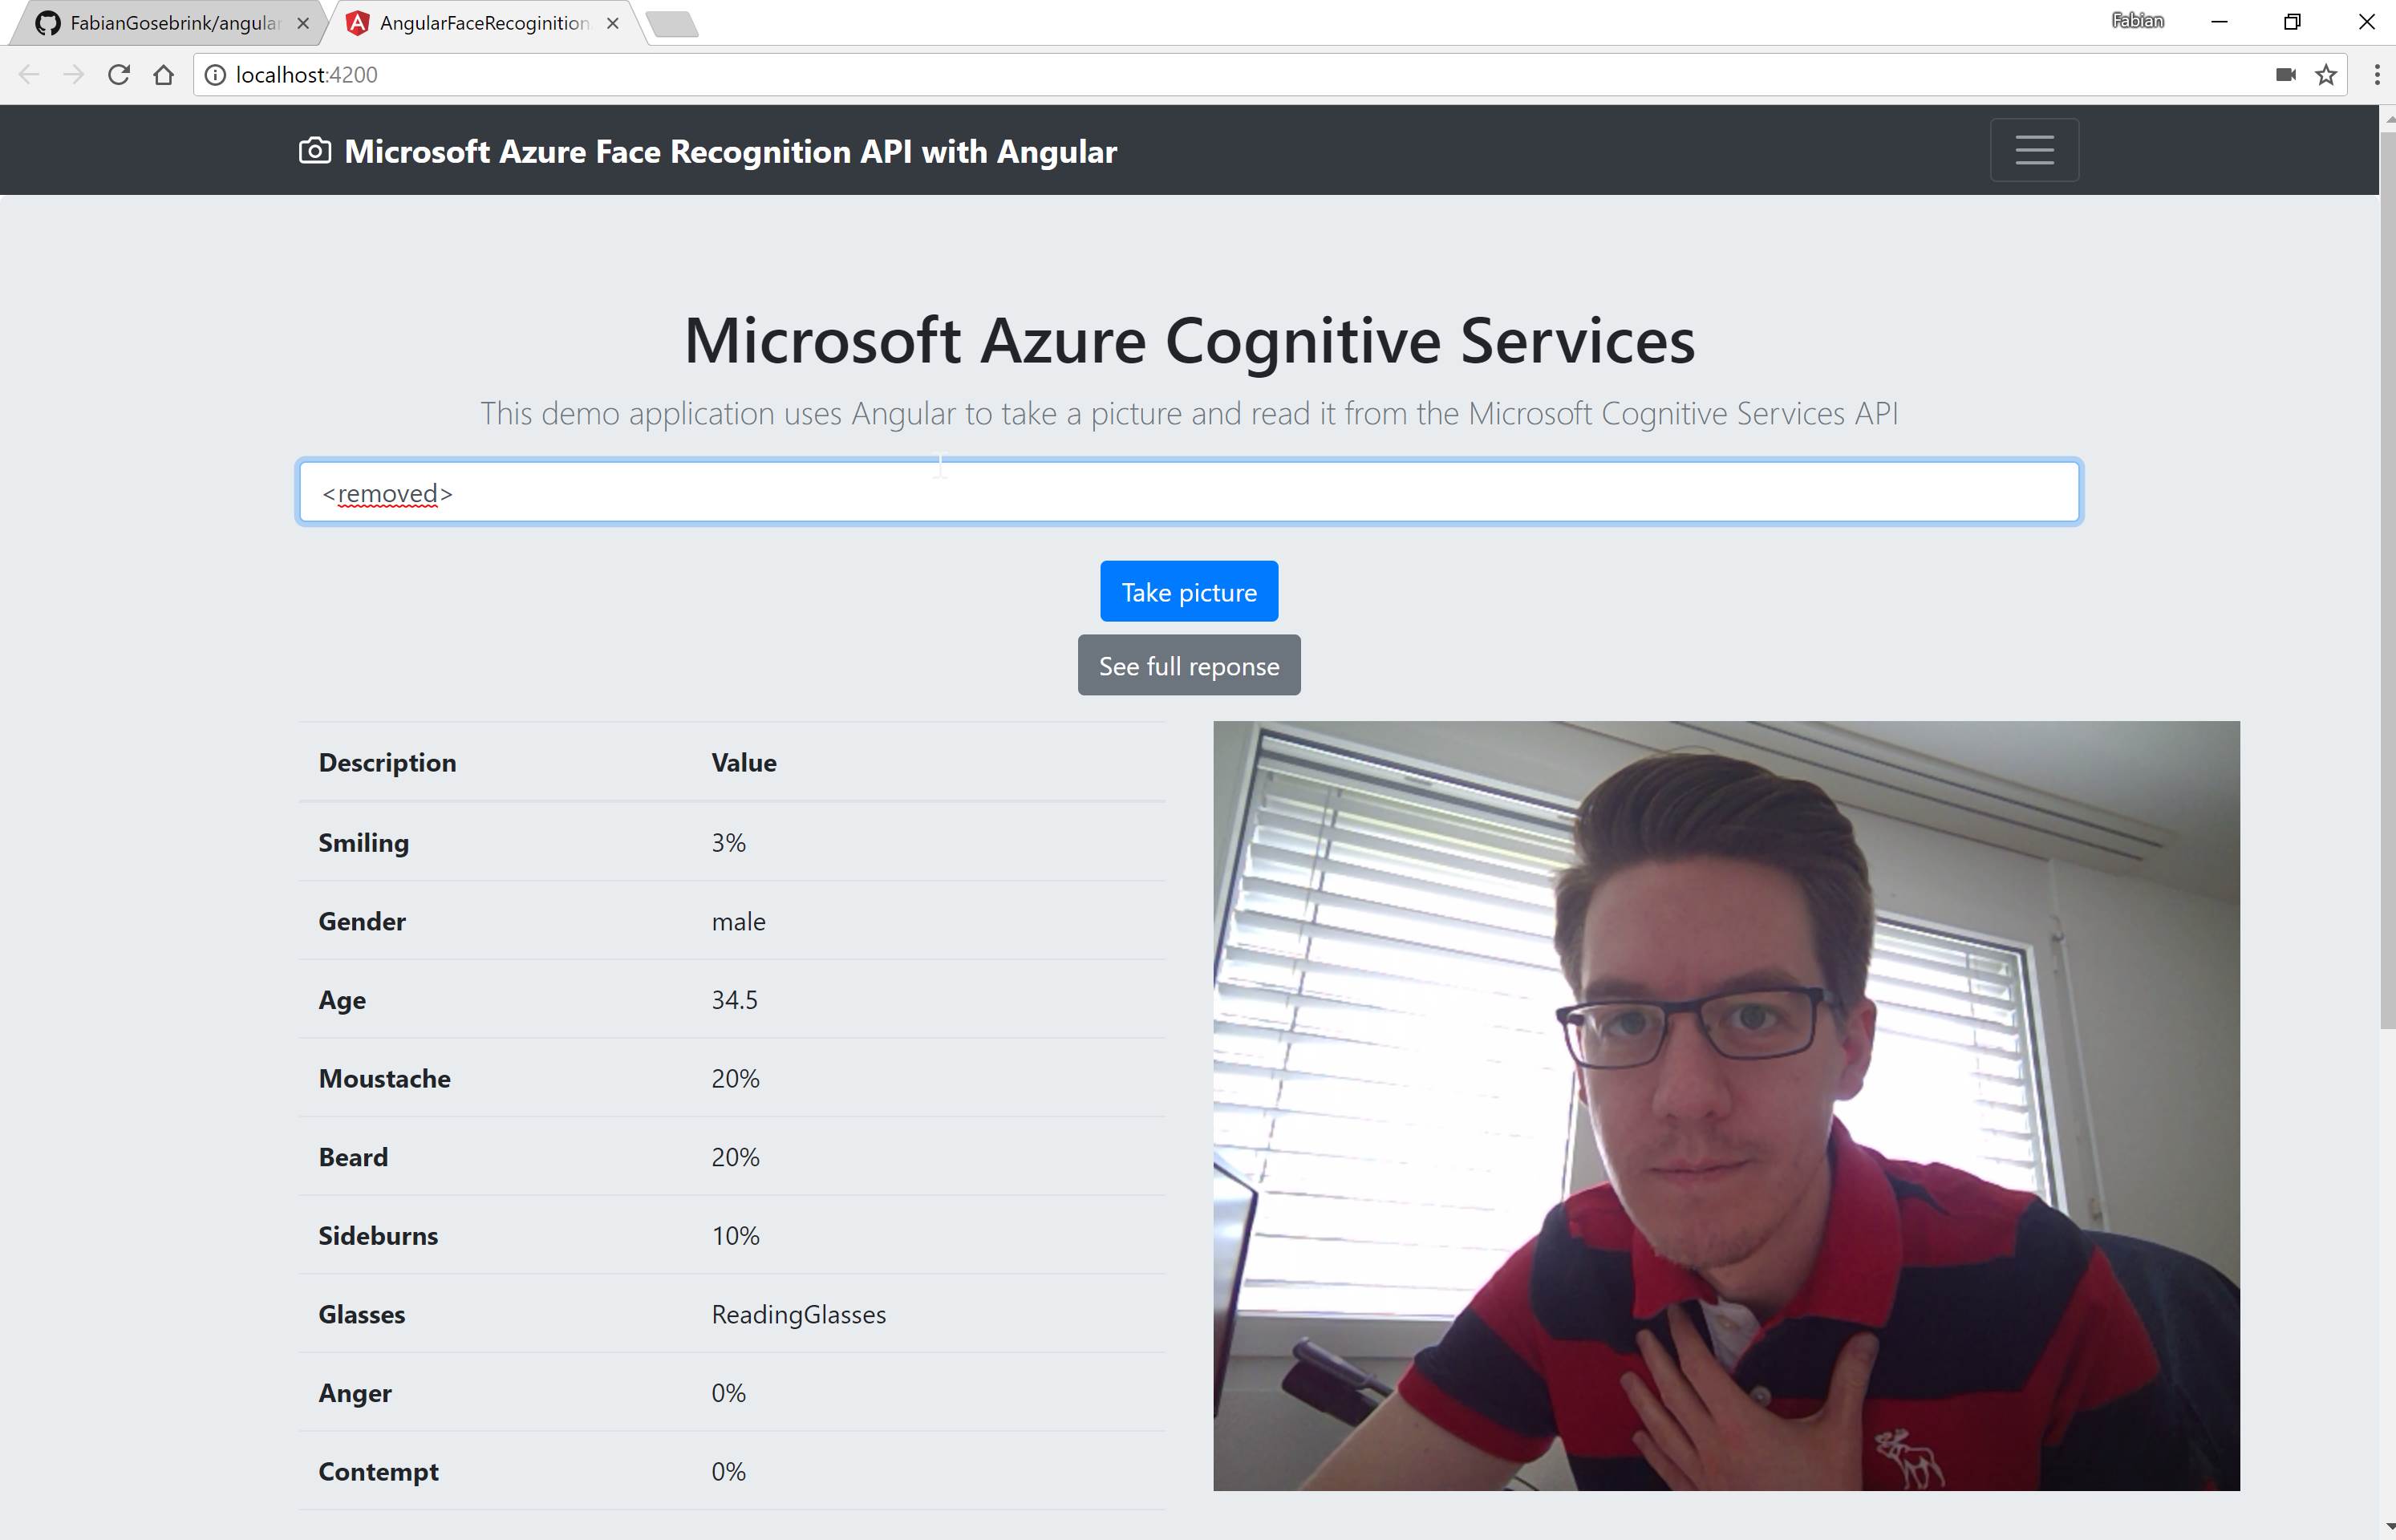 FabianGosebrink/angular
AngularFaceRecoginition
Fabian
localhost:4200
Microsoft Azure Face Recognition API with Angular
Microsoft Azure Cognitive Services
This demo application uses Angular to take a picture and read it from the Microsoft Cognitive Services API
<removed>
Take picture
See full reponse
Description Value
Smiling 3%
Gender male
Age 34.5
Moustache 20%
Beard 20%
Sideburns 10%
Glasses ReadingGlasses
Anger 0%
Contempt 0%